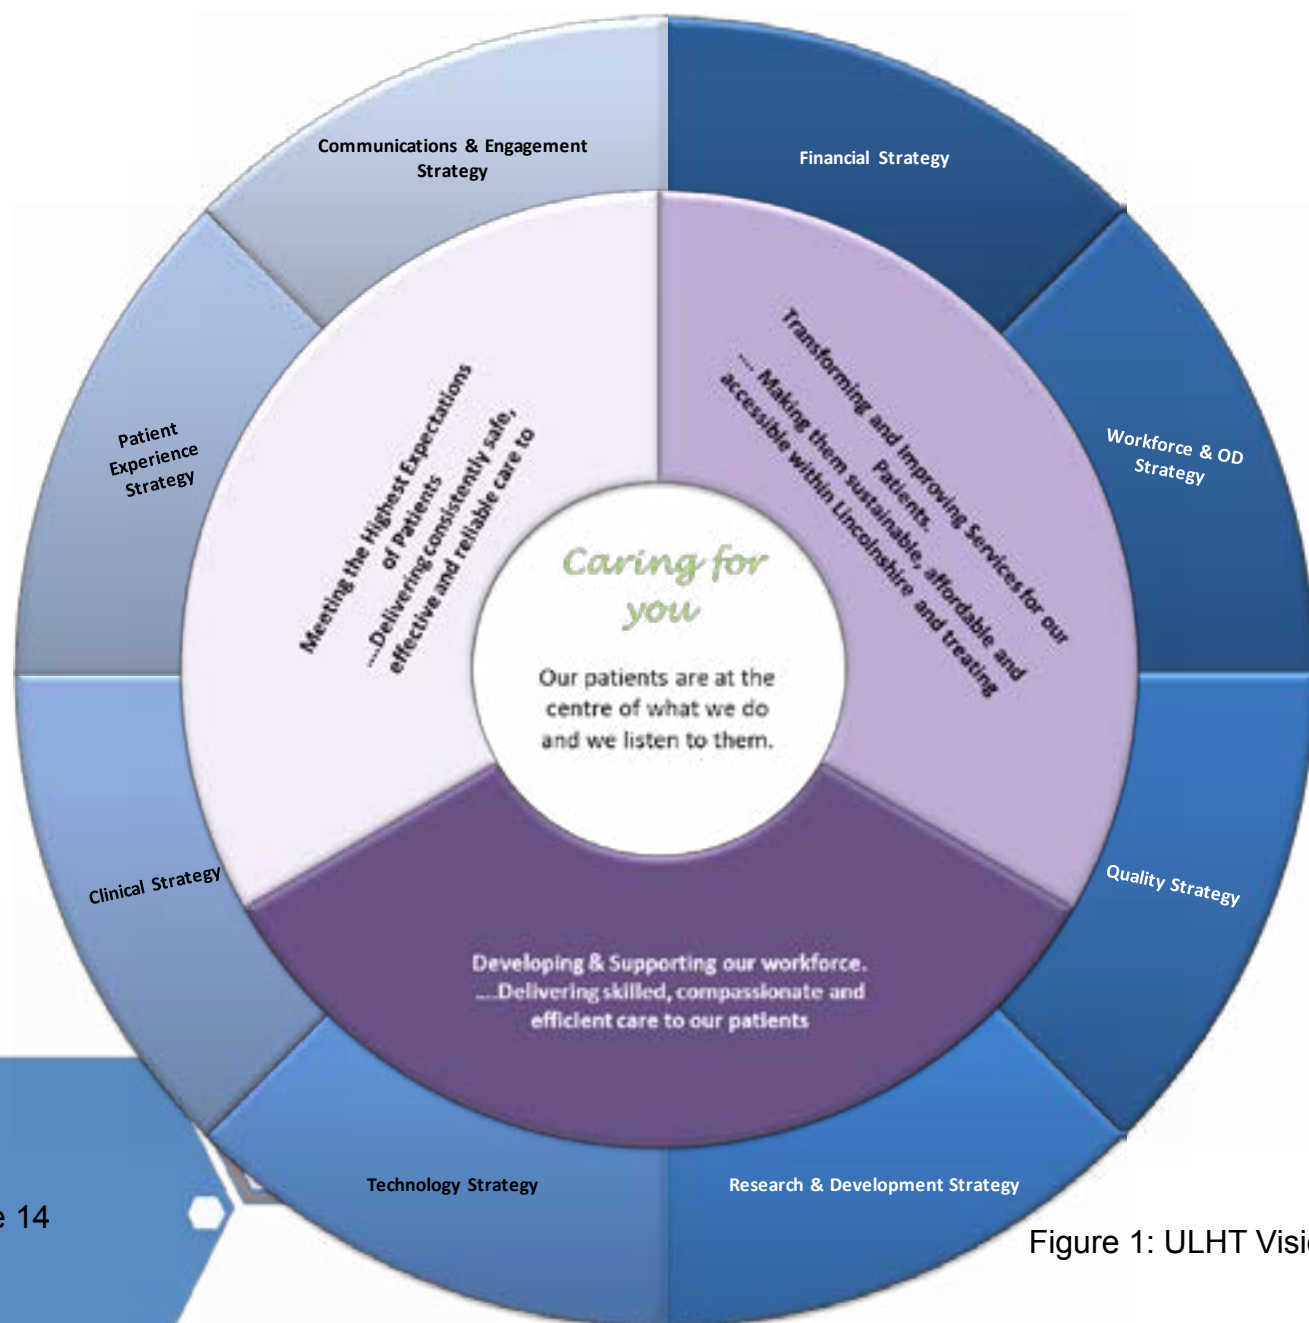 Communications & Engagement
Strategy
Financial Strategy
Patient
Experience
Strategy
Workforce & OD
Strategy
Meeting the Highest Expectations
of Patients
....Delivering consistently safe,
effective and reliable care to
Transforming and Improving Services for our
Patients.
.... Making them sustainable, affordable and
accessible within Lincolnshire and treating
Caring for
you
Our patients are at the
centre of what we do
and we listen to them.
Clinical Strategy
Quality Strategy
Developing & Supporting our workforce.
....Delivering skilled, compassionate and
efficient care to our patients
Technology Strategy
Research & Development Strategy
e 14
Figure 1: ULHT Visi